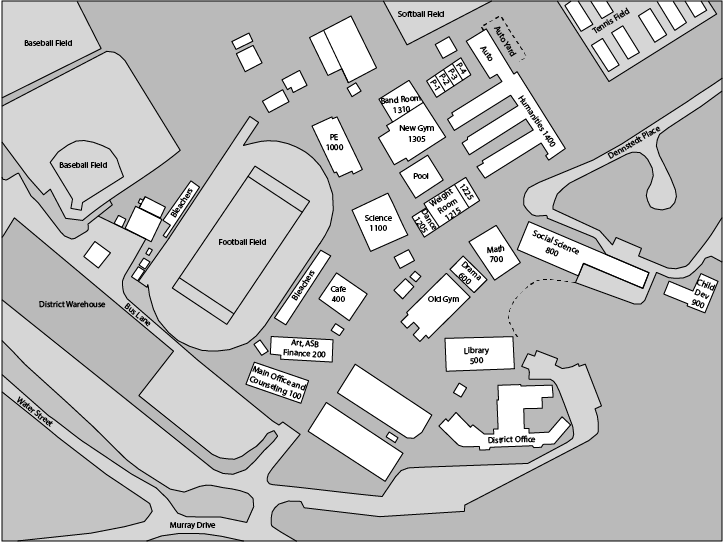 Softball Field
Tennis Field
Baseball Field
Auto Yard
Auto
P-4
P-3
P-2
P-1
Band Room
1310
Humanities 1400
New Gym
1305
PE
1000
Dennstedt Place
Baseball Field
Pool
Bleachers
1225
Weight
Room
1215
Dance
1205
Science
1100
Football Field
Social Science
800
Math
700
Drama
600
Bleachers
Cafe
400
Child
Dev
900
Old Gym
District Warehouse
Bus Lane
Art, ASB
Finance 200
Library
500
Main Office and
Counseling 100
Water Street
District Office
Murray Drive